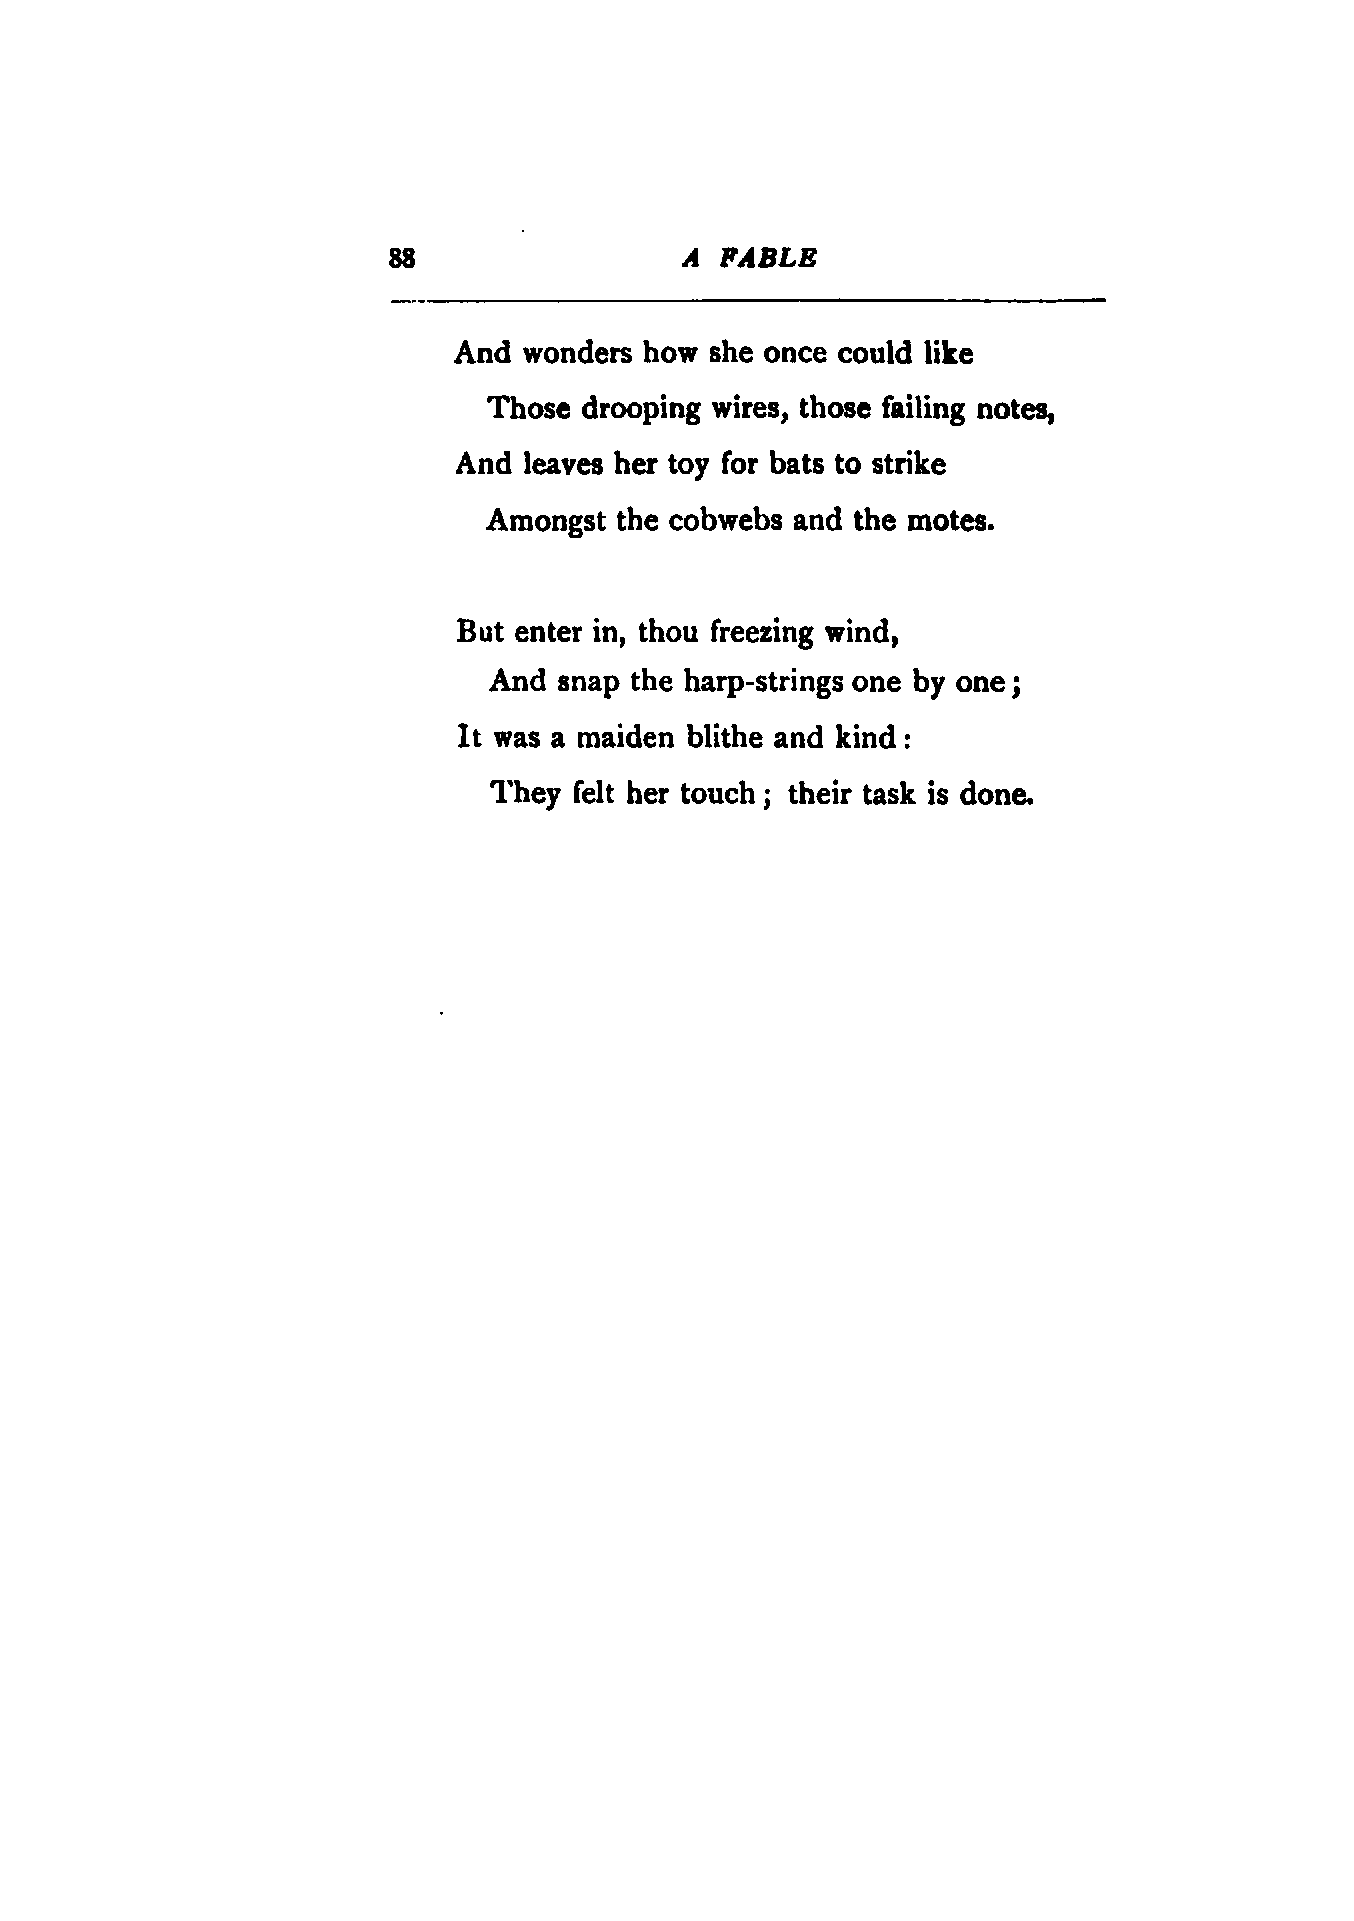 88 A FABLE
And wonders how she once could like
Those drooping wires, those failing notes,
And leaves her toy for bats to strike
Amongst the cobwebs and the motes.
But enter in, thou freezing wind,
And snap the harp-strings one by one;
It was a maiden blithe and kind:
They felt her touch; their task is done.